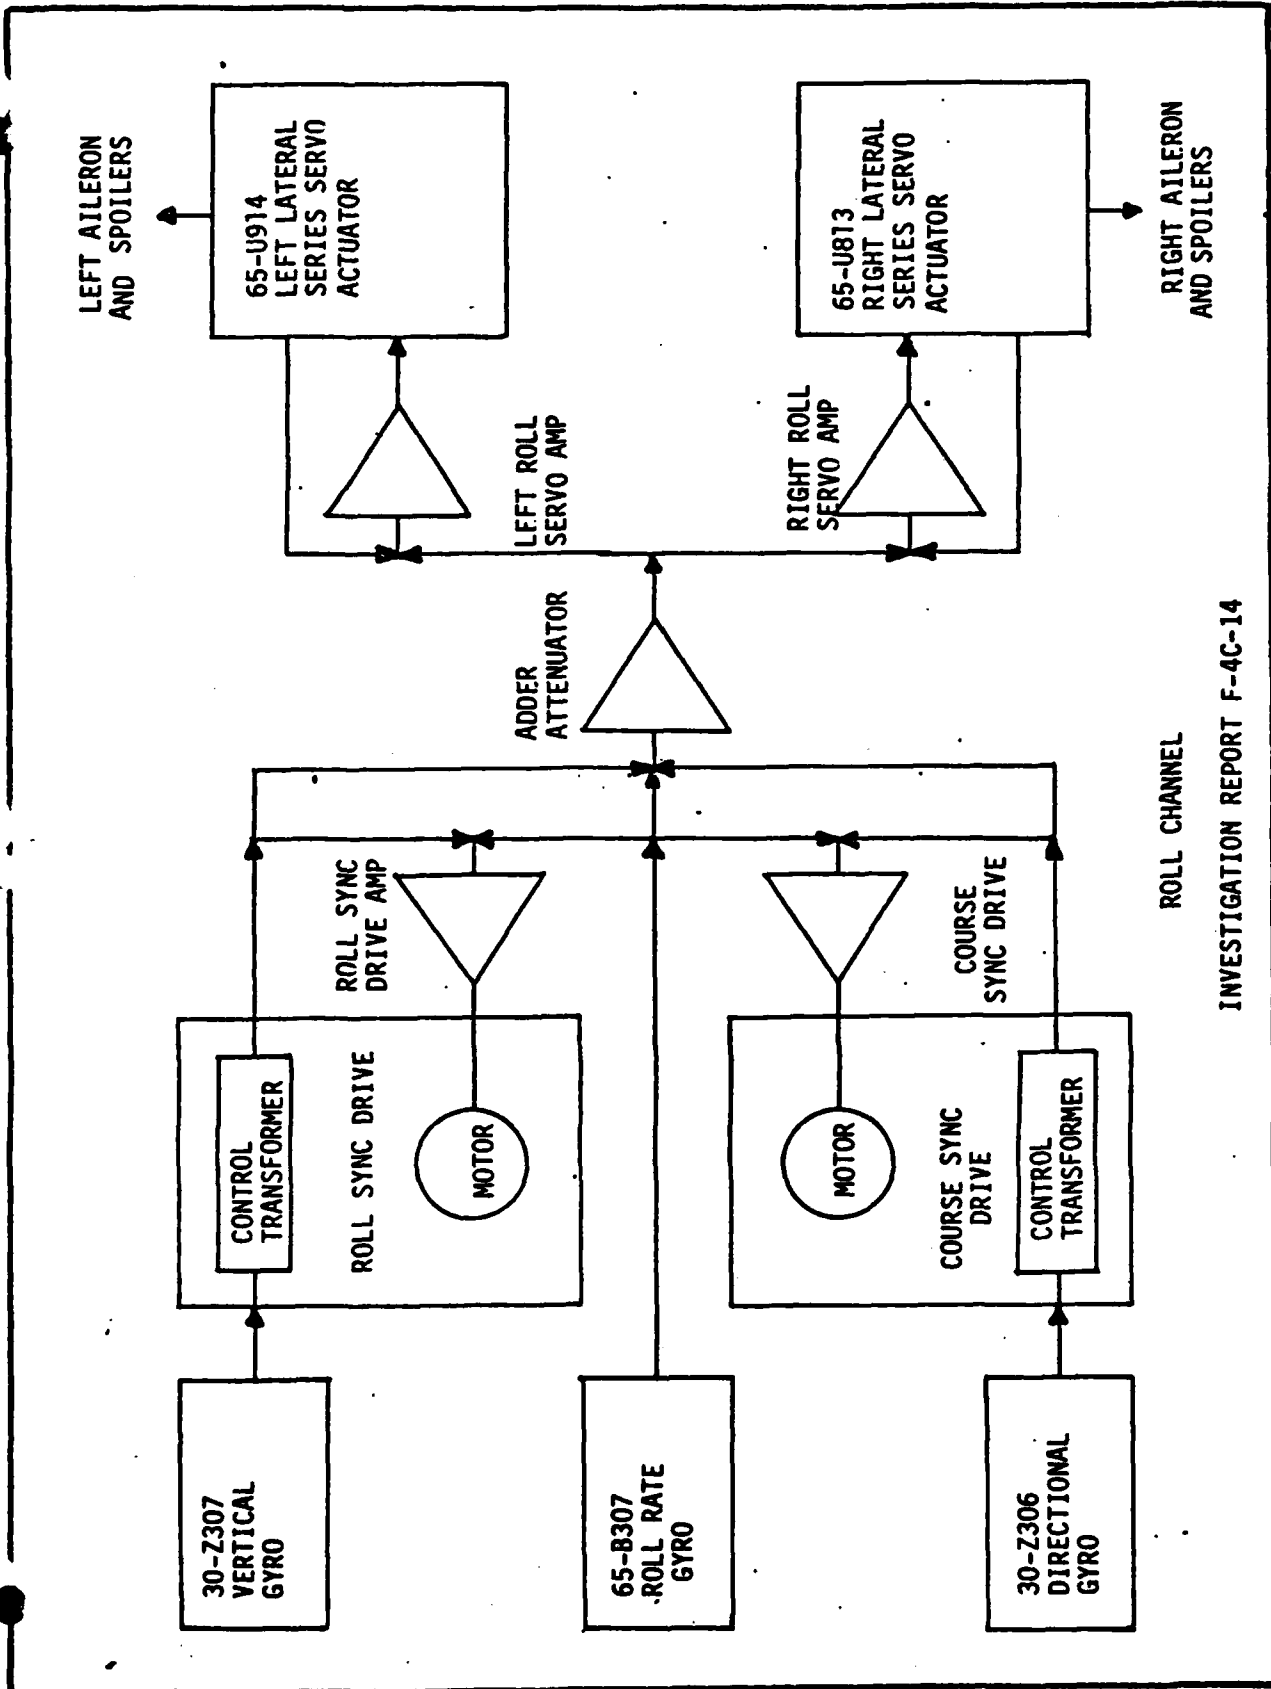 30-Z307
VERTICAL
GYRO
CONTROL
TRANSFORMER
ROLL SYNC DRIVE
MOTOR
ROLL SYNC
DRIVE AMP
65-B307
ROLL RATE
GYRO
30-Z306
DIRECTIONAL
GYRO
MOTOR
COURSE SYNC
DRIVE
CONTROL
TRANSFORMER
COURSE
SYNC DRIVE
ADDER
ATTENUATOR
LEFT ROLL
SERVO AMP
RIGHT ROLL
SERVO AMP
65-U914
LEFT LATERAL
SERIES SERVO
ACTUATOR
LEFT AILERON
AND SPOILERS
65-U813
RIGHT LATERAL
SERIES SERVO
ACTUATOR
RIGHT AILERON
AND SPOILERS
ROLL CHANNEL
INVESTIGATION REPORT F-4C-14